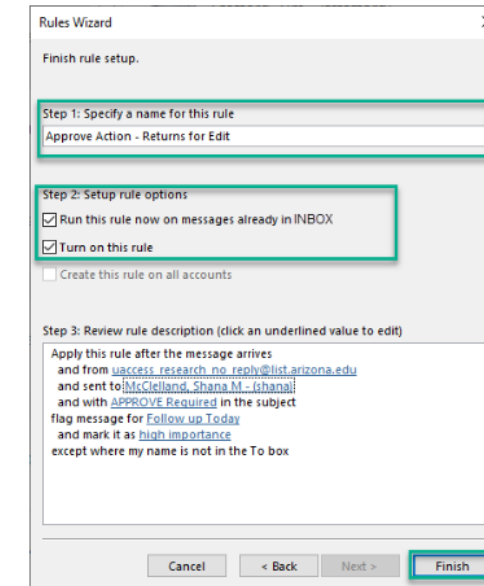 Rules Wizard
Finish rule setup.
Step 1: Specify a name for this rule
Approve Action - Returns for Edit
Step 2: Setup rule options
Run this rule now on messages already in INBOX
Turn on this rule
Create this rule on all accounts
Step 3: Review rule description (click an underlined value to edit)
Apply this rule after the message arrives
and from uaccess_research_no_reply@list.arizona.edu
and sent to McClelland, Shana M - (shana)
and with APPROVE Required in the subject
flag message for Follow up Today
and mark it as high importance
except where my name is not in the To box
Cancel < Back Next > Finish